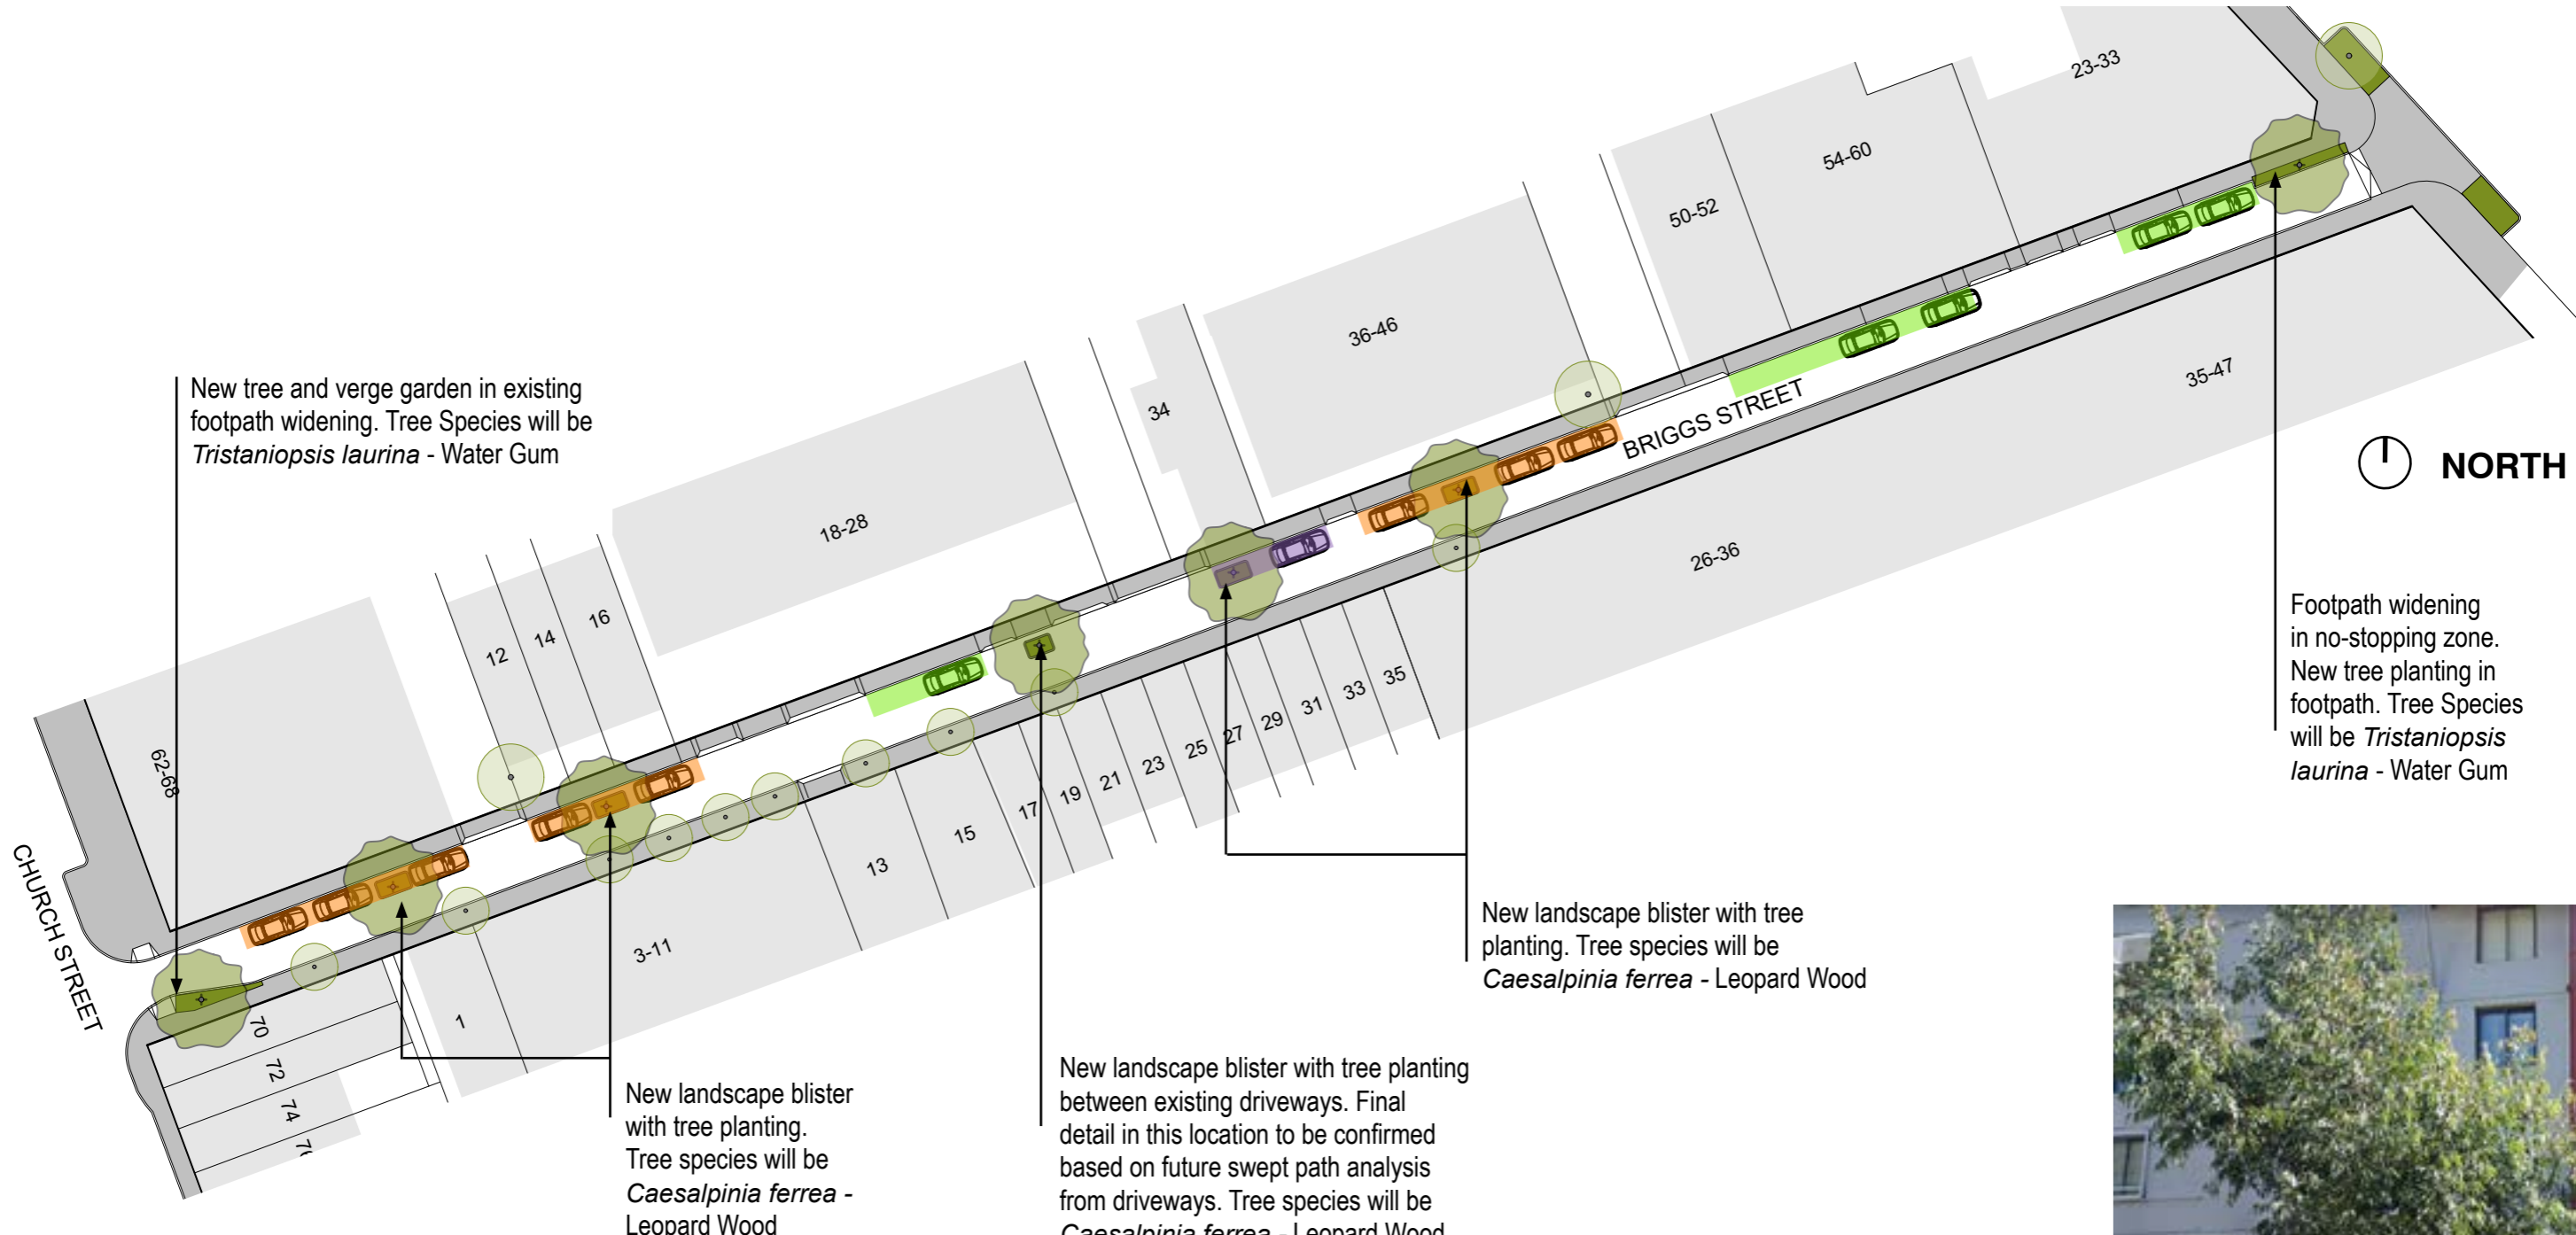 23-33
54-60
50-52
36-46
34
BRIGGS STREET
35-47
NORTH
New tree and verge garden in existing
footpath widening. Tree Species will be
Tristaniopsis laurina - Water Gum
18-28
26-36
12
14
16
Footpath widening
in no-stopping zone.
New tree planting in
footpath. Tree Species
will be Tristaniopsis
laurina - Water Gum
62-68
17
19
21
23
25
27
29
31
33
35
CHURCH STREET
13
15
3-11
1
70
72
74
New landscape blister with tree
planting. Tree species will be
Caesalpinia ferrea - Leopard Wood
New landscape blister
with tree planting.
Tree species will be
Caesalpinia ferrea -
Leopard Wood
New landscape blister with tree planting
between existing driveways. Final
detail in this location to be confirmed
based on future swept path analysis
from driveways. Tree species will be
Caesalpinia ferrea - Leopard Wood